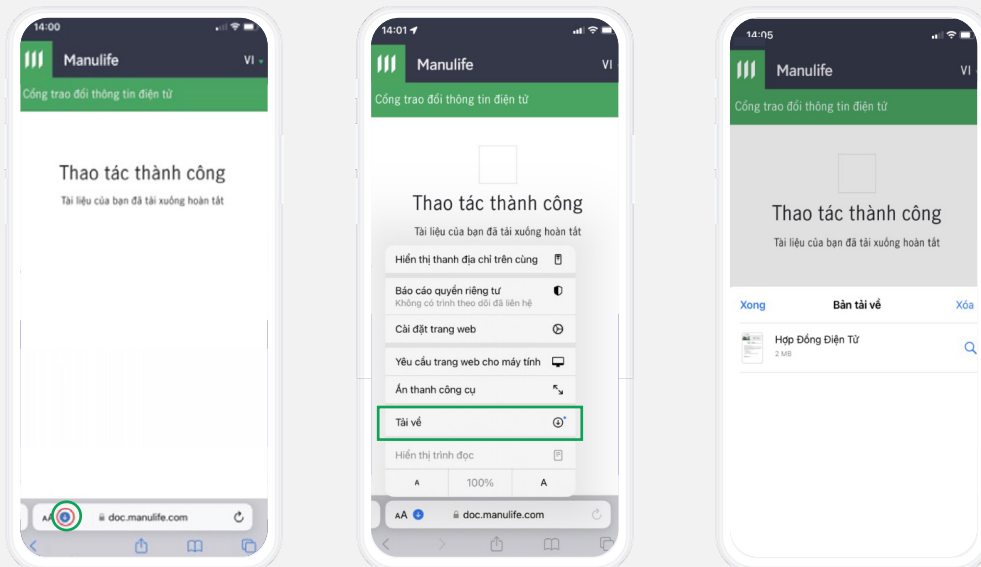 14:00
Manulife
VI
Cổng trao đổi thông tin điện tử
Thao tác thành công
Tài liệu của bạn đã tải xuống hoàn tất
AA
doc.manulife.com
14:01
Manulife
VI
Cổng trao đổi thông tin điện tử
Thao tác thành công
Tài liệu của bạn đã tải xuống hoàn tất
Hiển thị thanh địa chỉ trên cùng
Báo cáo quyền riêng tư
Không có trình theo dõi đã liên hệ
Cài đặt trang web
Yêu cầu trang web cho máy tính
Ẩn thanh công cụ
Tải về
Hiển thị trình đọc
A 100% A
AA
doc.manulife.com
14:05
Manulife
VI
Cổng trao đổi thông tin điện tử
Thao tác thành công
Tài liệu của bạn đã tải xuống hoàn tất
Xong Bản tải về Xóa
Hợp Đồng Điện Tử
2 MB